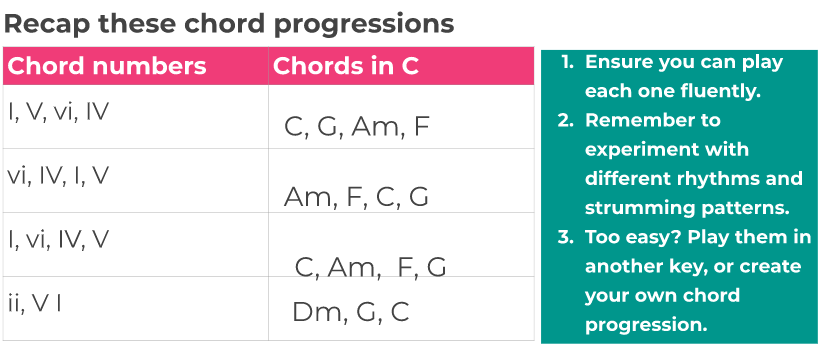 Recap these chord progressions
Chord numbers Chords in C
I, V, vi, IV
C, G, Am, F
vi, IV, I, V
Am, F, C, G
I, vi, IV, V
C, Am,  F, G
ii, V I
Dm, G, C
1. Ensure you can play
each one fluently.
2. Remember to
experiment with
different rhythms and
strumming patterns.
3. Too easy? Play them in
another key, or create
your own chord
progression.